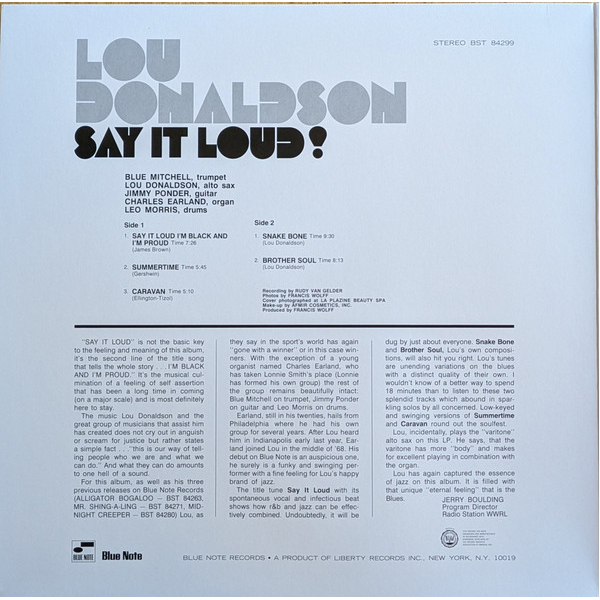 STEREO BST 84299
LOU
DONALDSON
SAY IT LOUD!
BLUE MITCHELL, trumpet
LOU DONALDSON, alto sax
JIMMY PONDER, guitar
CHARLES EARLAND, organ
LEO MORRIS, drums
Side 1
1. SAY IT LOUD I'M BLACK AND
I'M PROUD Time 7:26
(James Brown)
2. SUMMERTIME Time 5:45
(Gershwin)
3. CARAVAN Time 5:10
(Ellington-Tizol)
Side 2
1. SNAKE BONE Time 9:30
(Lou Donaldson)
2. BROTHER SOUL Time 8:13
(Lou Donaldson)
Recording by RUDY VAN GELDER
Photos by FRANCIS WOLFF
Cover photographed at LA PLAZINE BEAUTY SPA
Make-up by AFMIR COSMETICS, INC.
Produced by FRANCIS WOLFF
"SAY IT LOUD" is not the basic key
to the feeling and meaning of this album,
it's the second line of the title song
that tells the whole story . . . I'M BLACK
AND I'M PROUD." It's the musical cul-
mination of a feeling of self assertion
that has been a long time in coming
(on a major scale) and is most definitely
here to stay.
The music Lou Donaldson and the
great group of musicians that assist him
has created does not cry out in anguish
or scream for justice but rather states
a simple fact . . ."this is our way of tell-
ing people who we are and what we
can do." And what they can do amounts
to one hell of a sound.
For this album, as well as his three
previous releases on Blue Note Records
(ALLIGATOR BOGALOO — BST 84263,
MR. SHING-A-LING — BST 84271, MID-
NIGHT CREEPER — BST 84280) Lou, as
they say in the sport's world has again
"gone with a winner" or in this case win-
ners. With the exception of a young
organist named Charles Earland, who
has taken Lonnie Smith's place (Lonnie
has formed his own group) the rest of
the group remains beautifully intact:
Blue Mitchell on trumpet, Jimmy Ponder
on guitar and Leo Morris on drums.
Earland, still in his twenties, hails from
Philadelphia where he has had his own
group for several years. After Lou heard
him in Indianapolis early last year, Ear-
land joined Lou in the middle of '68. His
debut on Blue Note is an auspicious one,
he surely is a funky and swinging per-
former with a fine feeling for Lou's happy
brand of jazz.
The title tune Say It Loud with its
spontaneous vocal and infectious beat
shows how r&b and jazz can be effec-
tively combined. Undoubtedly, it will be
dug by just about everyone. Snake Bone
and Brother Soul, Lou's own composi-
tions, will also hit you right. Lou's tunes
are unending variations on the blues
with a distinct quality of their own. I
wouldn't know of a better way to spend
18 minutes than to listen to these two
splendid tracks which abound in spar-
kling solos by all concerned. Low-keyed
and swinging versions of Summertime
and Caravan round out the soulfest.
Lou, incidentally, plays the "varitone"
alto sax on this LP. He says, that the
varitone has more "body" and makes
for excellent playing in combination with
the organ.
Lou has again captured the essence
of jazz on this album. It is filled with
that unique "eternal feeling" that is the
Blues.
JERRY BOULDING
Program Director
Radio Station WWRL
BLUE NOTE
Blue Note
BLUE NOTE RECORDS • A PRODUCT OF LIBERTY RECORDS INC., NEW YORK, N.Y. 10019